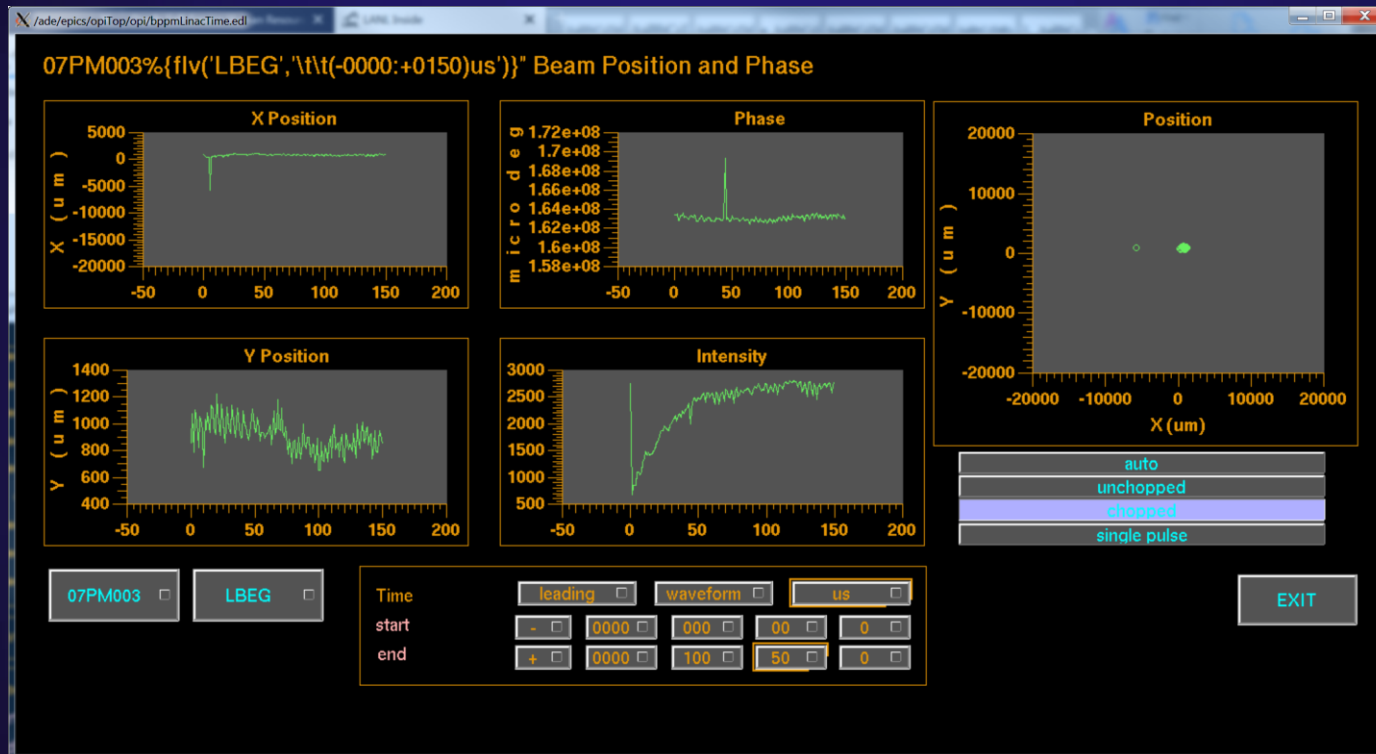 /ade/epics/opiTop/opi/bppmLinacTime.edl
LANL Inside
07PM003%{flv('LBEG','\t\t(-0000:+0150)us')}" Beam Position and Phase
X Position
X (um)
5000
0
-5000
-10000
-15000
-20000
-50 0 50 100 150 200
Phase
micro deg
1.72e+08
1.7e+08
1.68e+08
1.66e+08
1.64e+08
1.62e+08
1.6e+08
1.58e+08
-50 0 50 100 150 200
Position
Y (um)
20000
10000
0
-10000
-20000
-20000 -10000 0 10000 20000
X (um)
Y Position
Y (um)
1400
1200
1000
800
600
400
-50 0 50 100 150 200
Intensity
3000
2500
2000
1500
1000
500
-50 0 50 100 150 200
auto
unchopped
chopped
single pulse
07PM003 LBEG
Time leading waveform us
start - 0000 000 00 0
end + 0000 100 50 0
EXIT